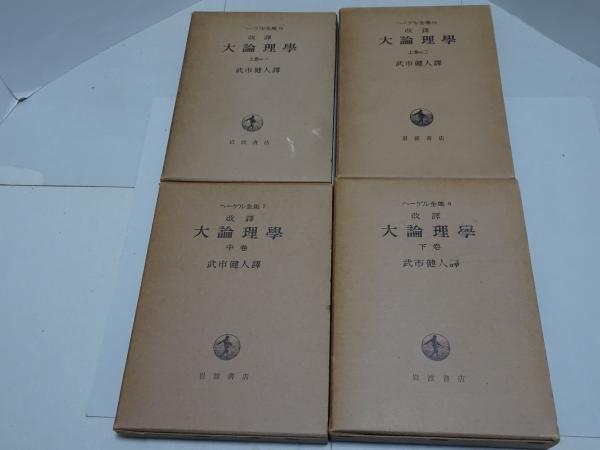 ヘーゲル全集 6a
改譯
大論理學
上巻の一
武市健人譯
岩波書店
ヘーゲル全集 6b
改譯
大論理學
上巻の二
武市健人譯
岩波書店
ヘーゲル全集 7
改譯
大論理學
中巻
武市健人譯
岩波書店
ヘーゲル全集 8
改譯
大論理學
下巻
武市健人譯
岩波書店